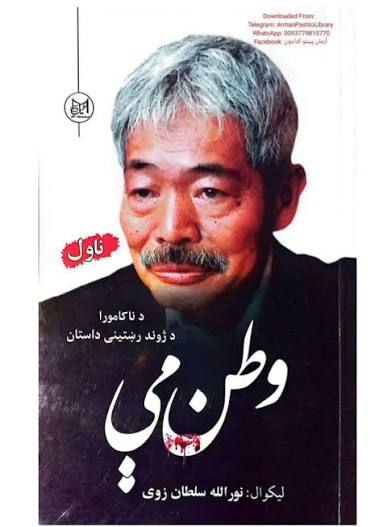 Downloaded From:
Telegram: ArmanPashtoLibrary
WhatsApp: 0093779815770
Facebook: آرمان پښتو کتابتون
ناول
د ناکامورا
د ژوند رښتینی داستان
وطن مې
لیکوال: نورالله سلطان زوی